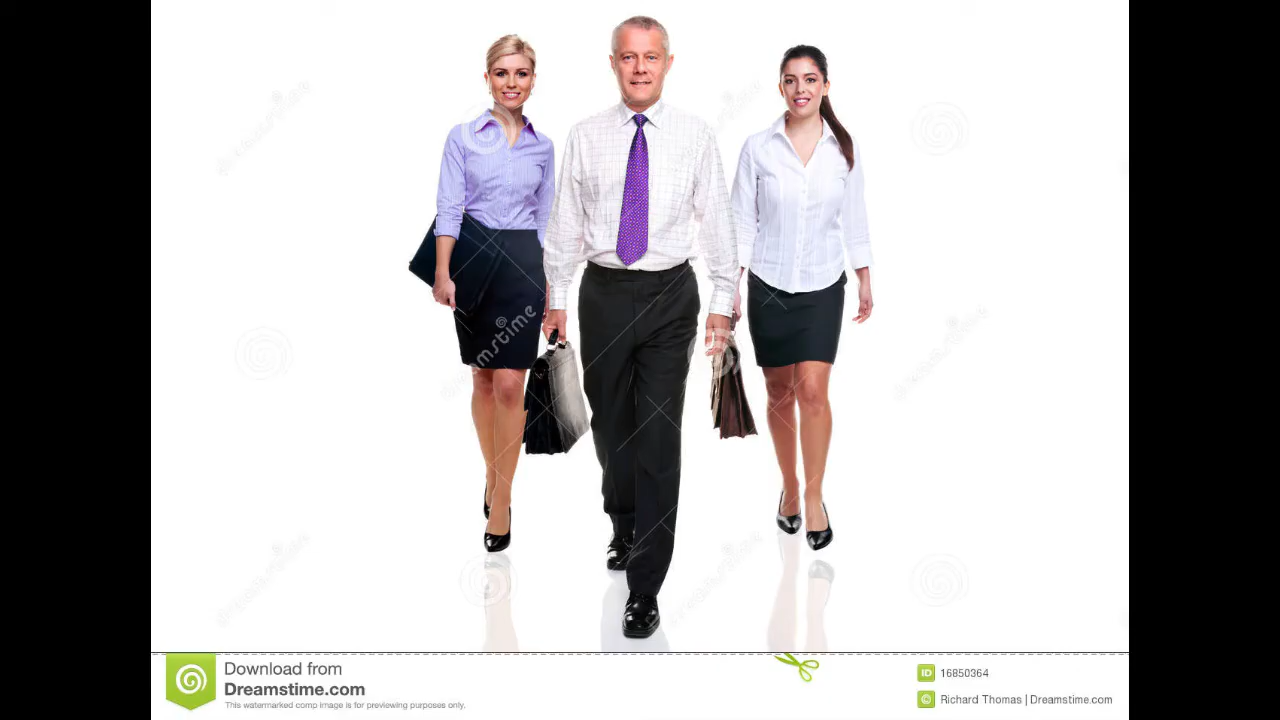 dreamstime
Download from
Dreamstime.com
This watermarked comp image is for previewing purposes only.
ID 16850364
© Richard Thomas | Dreamstime.com